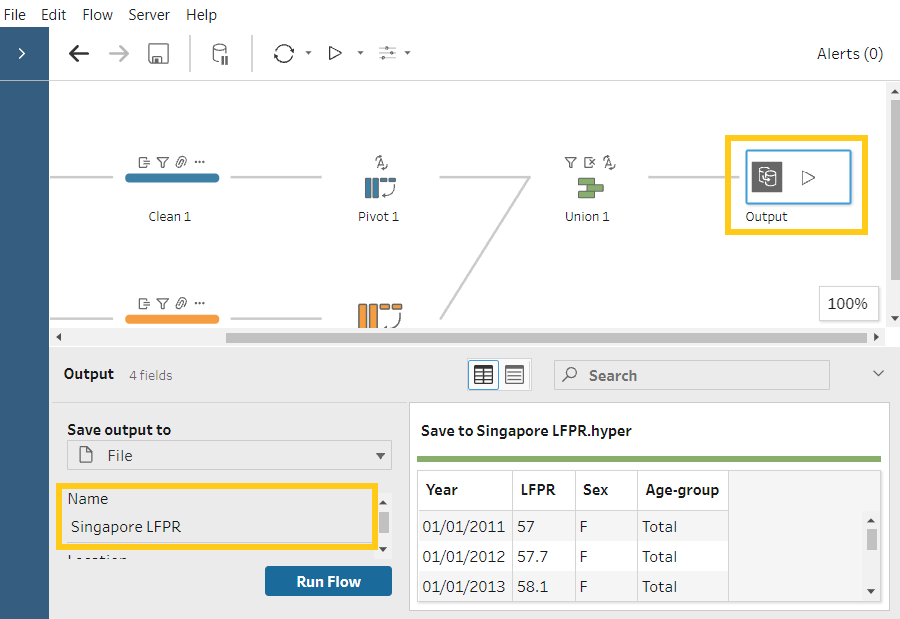 File Edit Flow Server Help
Alerts (0)
Clean 1
Pivot 1
Union 1
Output
100%
Output 4 fields
Search
Save output to
File
Name
Singapore LFPR
Location
Run Flow
Save to Singapore LFPR.hyper
Year LFPR Sex Age-group
01/01/2011 57 F Total
01/01/2012 57.7 F Total
01/01/2013 58.1 F Total